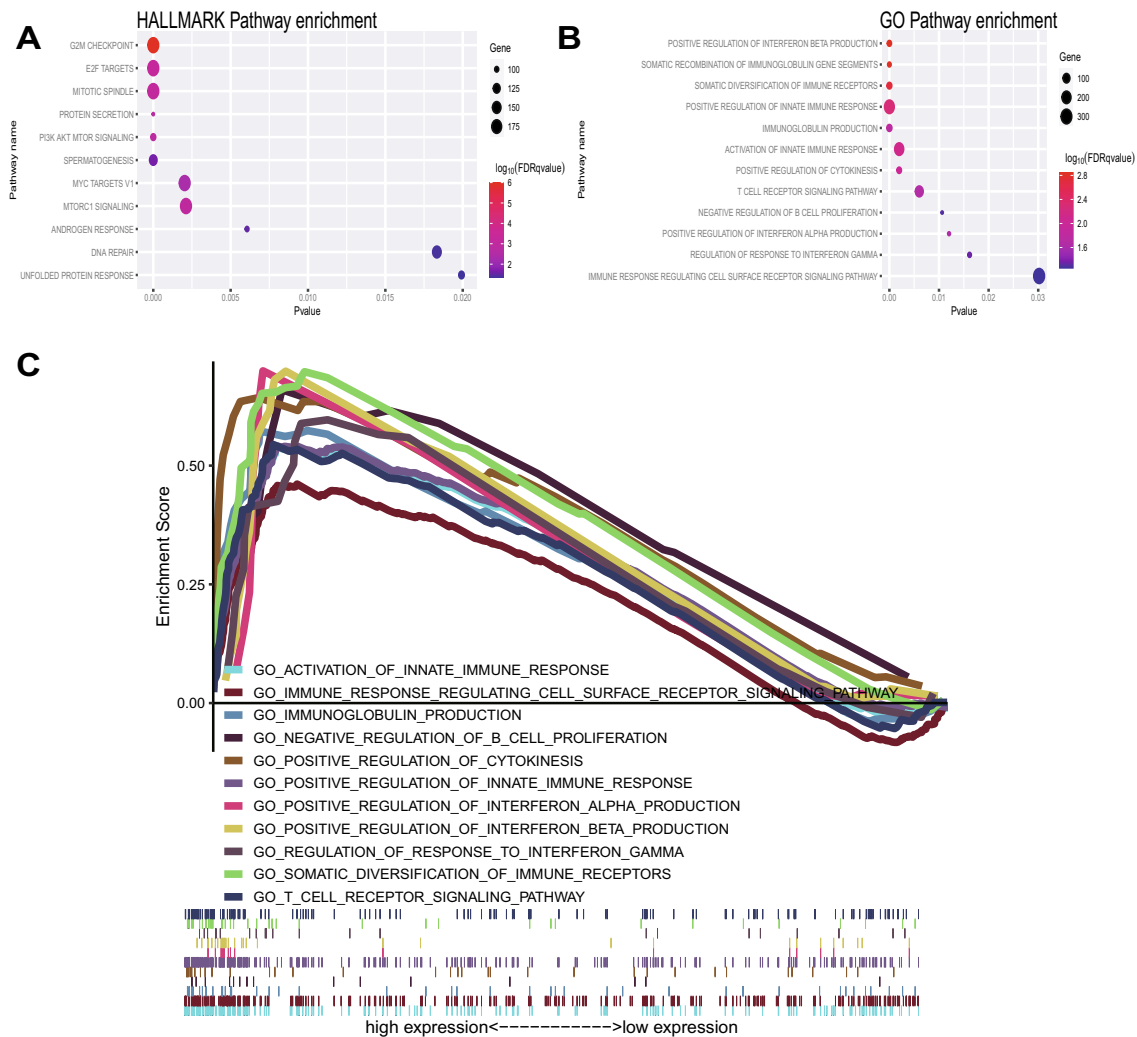 A
HALLMARK Pathway enrichment
Pathway name
G2M CHECKPOINT
E2F TARGETS
MITOTIC SPINDLE
PROTEIN SECRETION
PI3K AKT MTOR SIGNALING
SPERMATOGENESIS
MYC TARGETS V1
MTORC1 SIGNALING
ANDROGEN RESPONSE
DNA REPAIR
UNFOLDED PROTEIN RESPONSE
0.000 0.005 0.010 0.015 0.020
Pvalue
Gene
100
125
150
175
log10(FDRqvalue)
6
5
4
3
2
B
GO Pathway enrichment
Pathway name
POSITIVE REGULATION OF INTERFERON BETA PRODUCTION
SOMATIC RECOMBINATION OF IMMUNOGLOBULIN GENE SEGMENTS
SOMATIC DIVERSIFICATION OF IMMUNE RECEPTORS
POSITIVE REGULATION OF INNATE IMMUNE RESPONSE
IMMUNOGLOBULIN PRODUCTION
ACTIVATION OF INNATE IMMUNE RESPONSE
POSITIVE REGULATION OF CYTOKINESIS
T CELL RECEPTOR SIGNALING PATHWAY
NEGATIVE REGULATION OF B CELL PROLIFERATION
POSITIVE REGULATION OF INTERFERON ALPHA PRODUCTION
REGULATION OF RESPONSE TO INTERFERON GAMMA
IMMUNE RESPONSE REGULATING CELL SURFACE RECEPTOR SIGNALING PATHWAY
0.00 0.01 0.02 0.03
Pvalue
Gene
100
200
300
log10(FDRqvalue)
2.8
2.4
2.0
1.6
C
Enrichment Score
0.50
0.25
0.00
GO_ACTIVATION_OF_INNATE_IMMUNE_RESPONSE
GO_IMMUNE_RESPONSE_REGULATING_CELL_SURFACE_RECEPTOR_SIGNALING_PATHWAY
GO_IMMUNOGLOBULIN_PRODUCTION
GO_NEGATIVE_REGULATION_OF_B_CELL_PROLIFERATION
GO_POSITIVE_REGULATION_OF_CYTOKINESIS
GO_POSITIVE_REGULATION_OF_INNATE_IMMUNE_RESPONSE
GO_POSITIVE_REGULATION_OF_INTERFERON_ALPHA_PRODUCTION
GO_POSITIVE_REGULATION_OF_INTERFERON_BETA_PRODUCTION
GO_REGULATION_OF_RESPONSE_TO_INTERFERON_GAMMA
GO_SOMATIC_DIVERSIFICATION_OF_IMMUNE_RECEPTORS
GO_T_CELL_RECEPTOR_SIGNALING_PATHWAY
high expression<----------->low expression